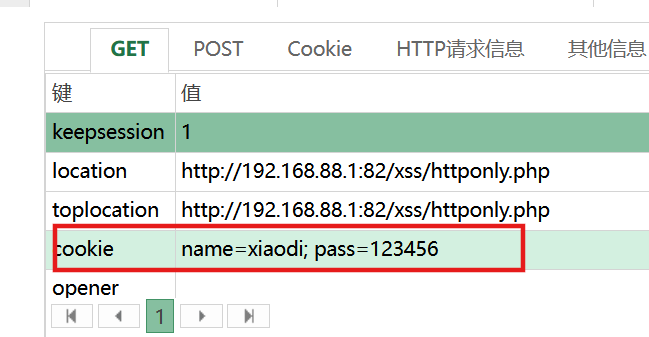 GET POST Cookie HTTP请求信息 其他信息
键 值
keepsession 1
location http://192.168.88.1:82/xss/httponly.php
toplocation http://192.168.88.1:82/xss/httponly.php
cookie name=xiaodi; pass=123456
opener
1